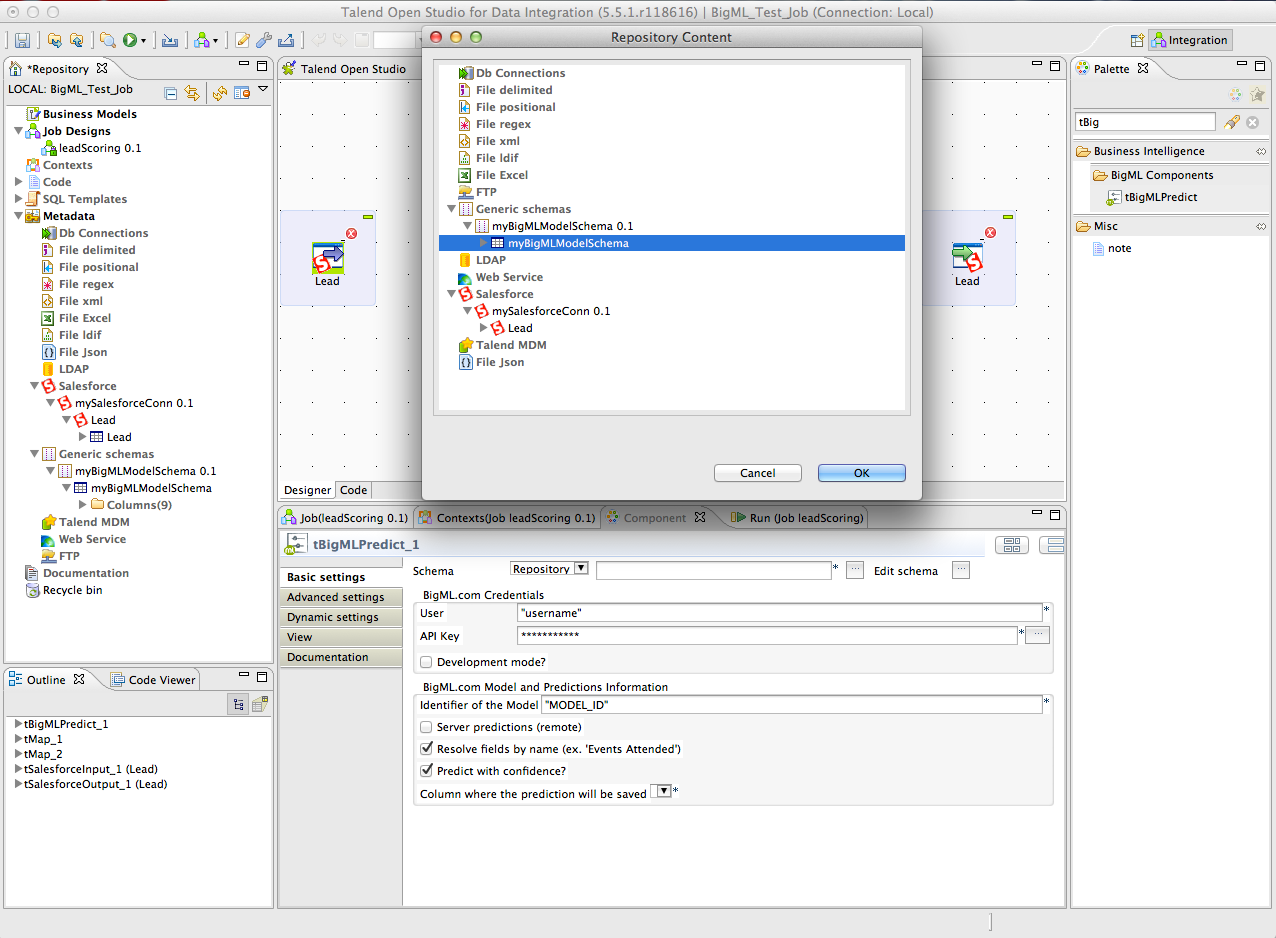 Talend Open Studio for Data Integration (5.5.1.r118616) | BigML_Test_Job (Connection: Local)
Integration
*Repository
LOCAL: BigML_Test_Job
Business Models
Job Designs
leadScoring 0.1
Contexts
Code
SQL Templates
Metadata
Db Connections
File delimited
File positional
File regex
File xml
File Excel
File ldif
File Json
LDAP
Salesforce
mySalesforceConn 0.1
Lead
Lead
Generic schemas
myBigMLModelSchema 0.1
myBigMLModelSchema
Columns(9)
Talend MDM
Web Service
FTP
Documentation
Recycle bin
Outline
Code Viewer
tBigMLPredict_1
tMap_1
tMap_2
tSalesforceInput_1 (Lead)
tSalesforceOutput_1 (Lead)
Talend Open Studio
Lead
Lead
Designer
Code
Repository Content
Db Connections
File delimited
File positional
File regex
File xml
File ldif
File Excel
FTP
Generic schemas
myBigMLModelSchema 0.1
myBigMLModelSchema
LDAP
Web Service
Salesforce
mySalesforceConn 0.1
Lead
Talend MDM
File Json
Cancel
OK
Job(leadScoring 0.1)
Contexts(Job leadScoring 0.1)
Component
Run (Job leadScoring)
tBigMLPredict_1
Basic settings
Advanced settings
Dynamic settings
View
Documentation
Schema
Repository
*
...
Edit schema
...
BigML.com Credentials
User
"username"
*
API Key
***********
*
...
Development mode?
BigML.com Model and Predictions Information
Identifier of the Model
"MODEL_ID"
*
Server predictions (remote)
Resolve fields by name (ex. 'Events Attended')
Predict with confidence?
Column where the prediction will be saved
*
Palette
tBig
Business Intelligence
BigML Components
tBigMLPredict
Misc
note